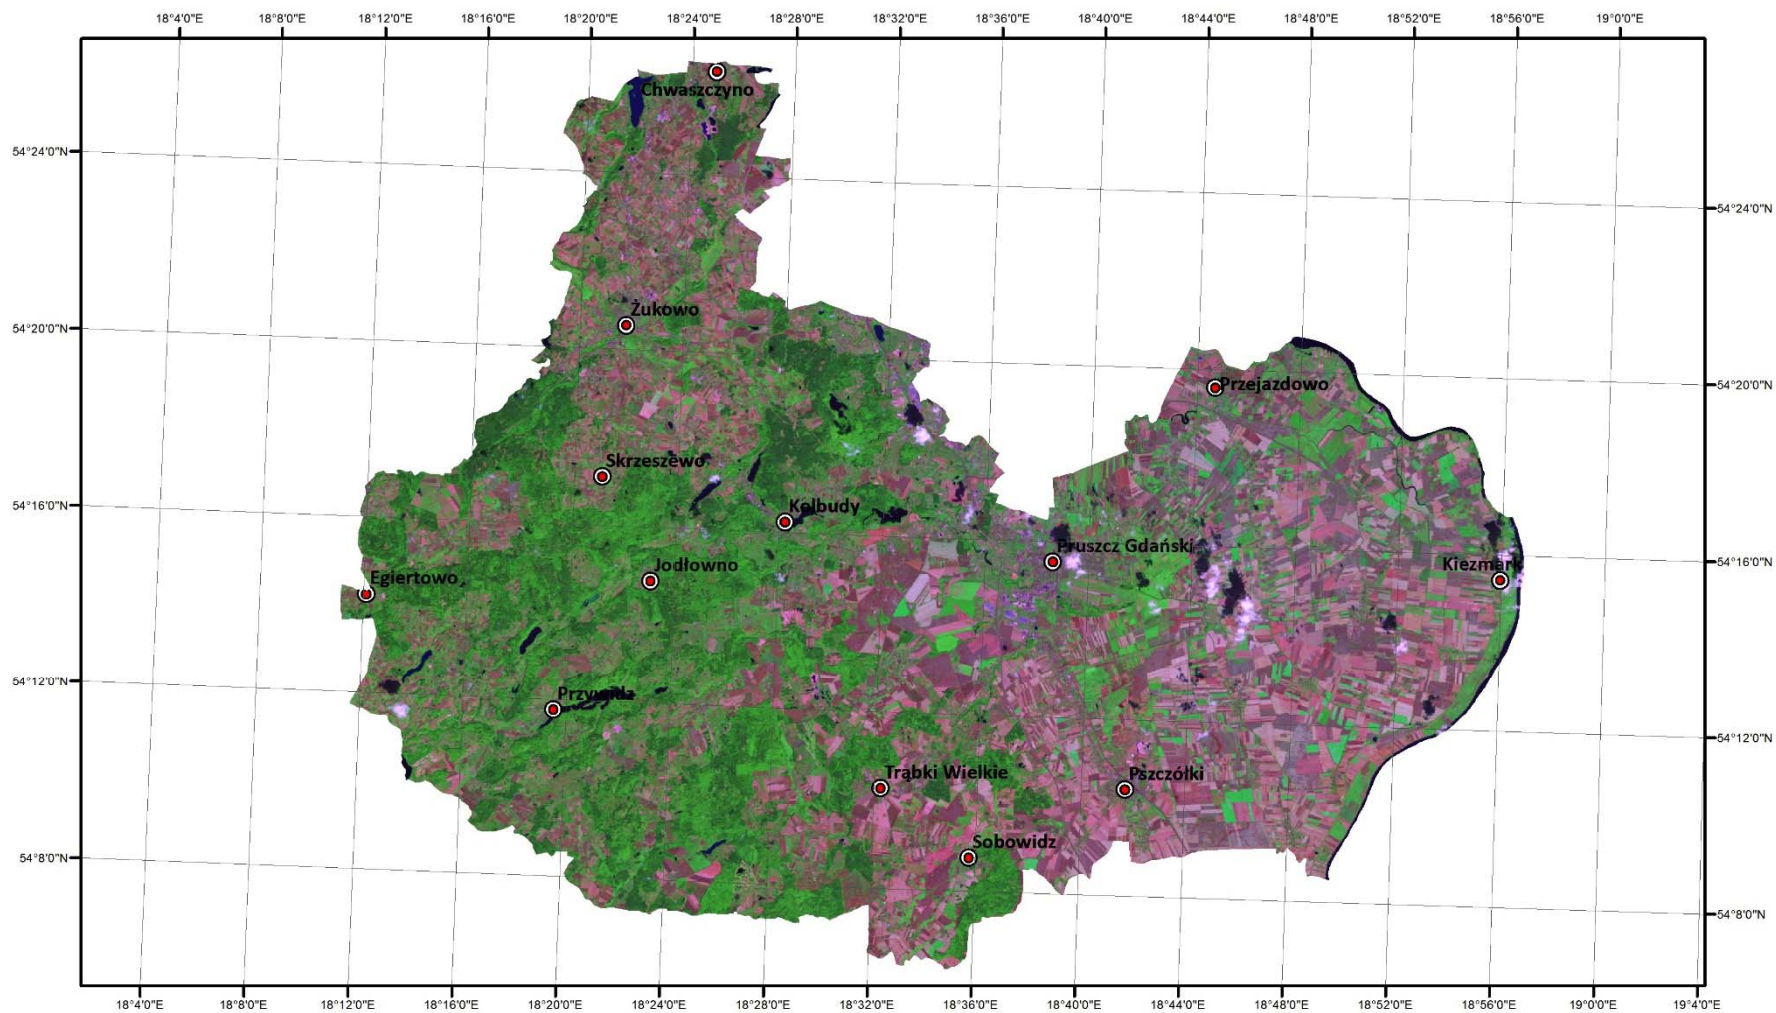 18°4'0"E 18°8'0"E 18°12'0"E 18°16'0"E 18°20'0"E 18°24'0"E 18°28'0"E 18°32'0"E 18°36'0"E 18°40'0"E 18°44'0"E 18°48'0"E 18°52'0"E 18°56'0"E 19°0'0"E
Chwaszczyno
54°24'0"N
54°24'0"N
Żukowo
54°20'0"N
Przejazdowo
54°20'0"N
Skrzeszewo
54°16'0"N
Kolbudy
Pruszcz Gdański
54°16'0"N
Jodłowno
Kiezmark
Egiertowo
54°12'0"N
Przywidz
54°12'0"N
Trąbki Wielkie
Pszczółki
Sobowidz
54°8'0"N
54°8'0"N
18°4'0"E 18°8'0"E 18°12'0"E 18°16'0"E 18°20'0"E 18°24'0"E 18°28'0"E 18°32'0"E 18°36'0"E 18°40'0"E 18°44'0"E 18°48'0"E 18°52'0"E 18°56'0"E 19°0'0"E 19°4'0"E